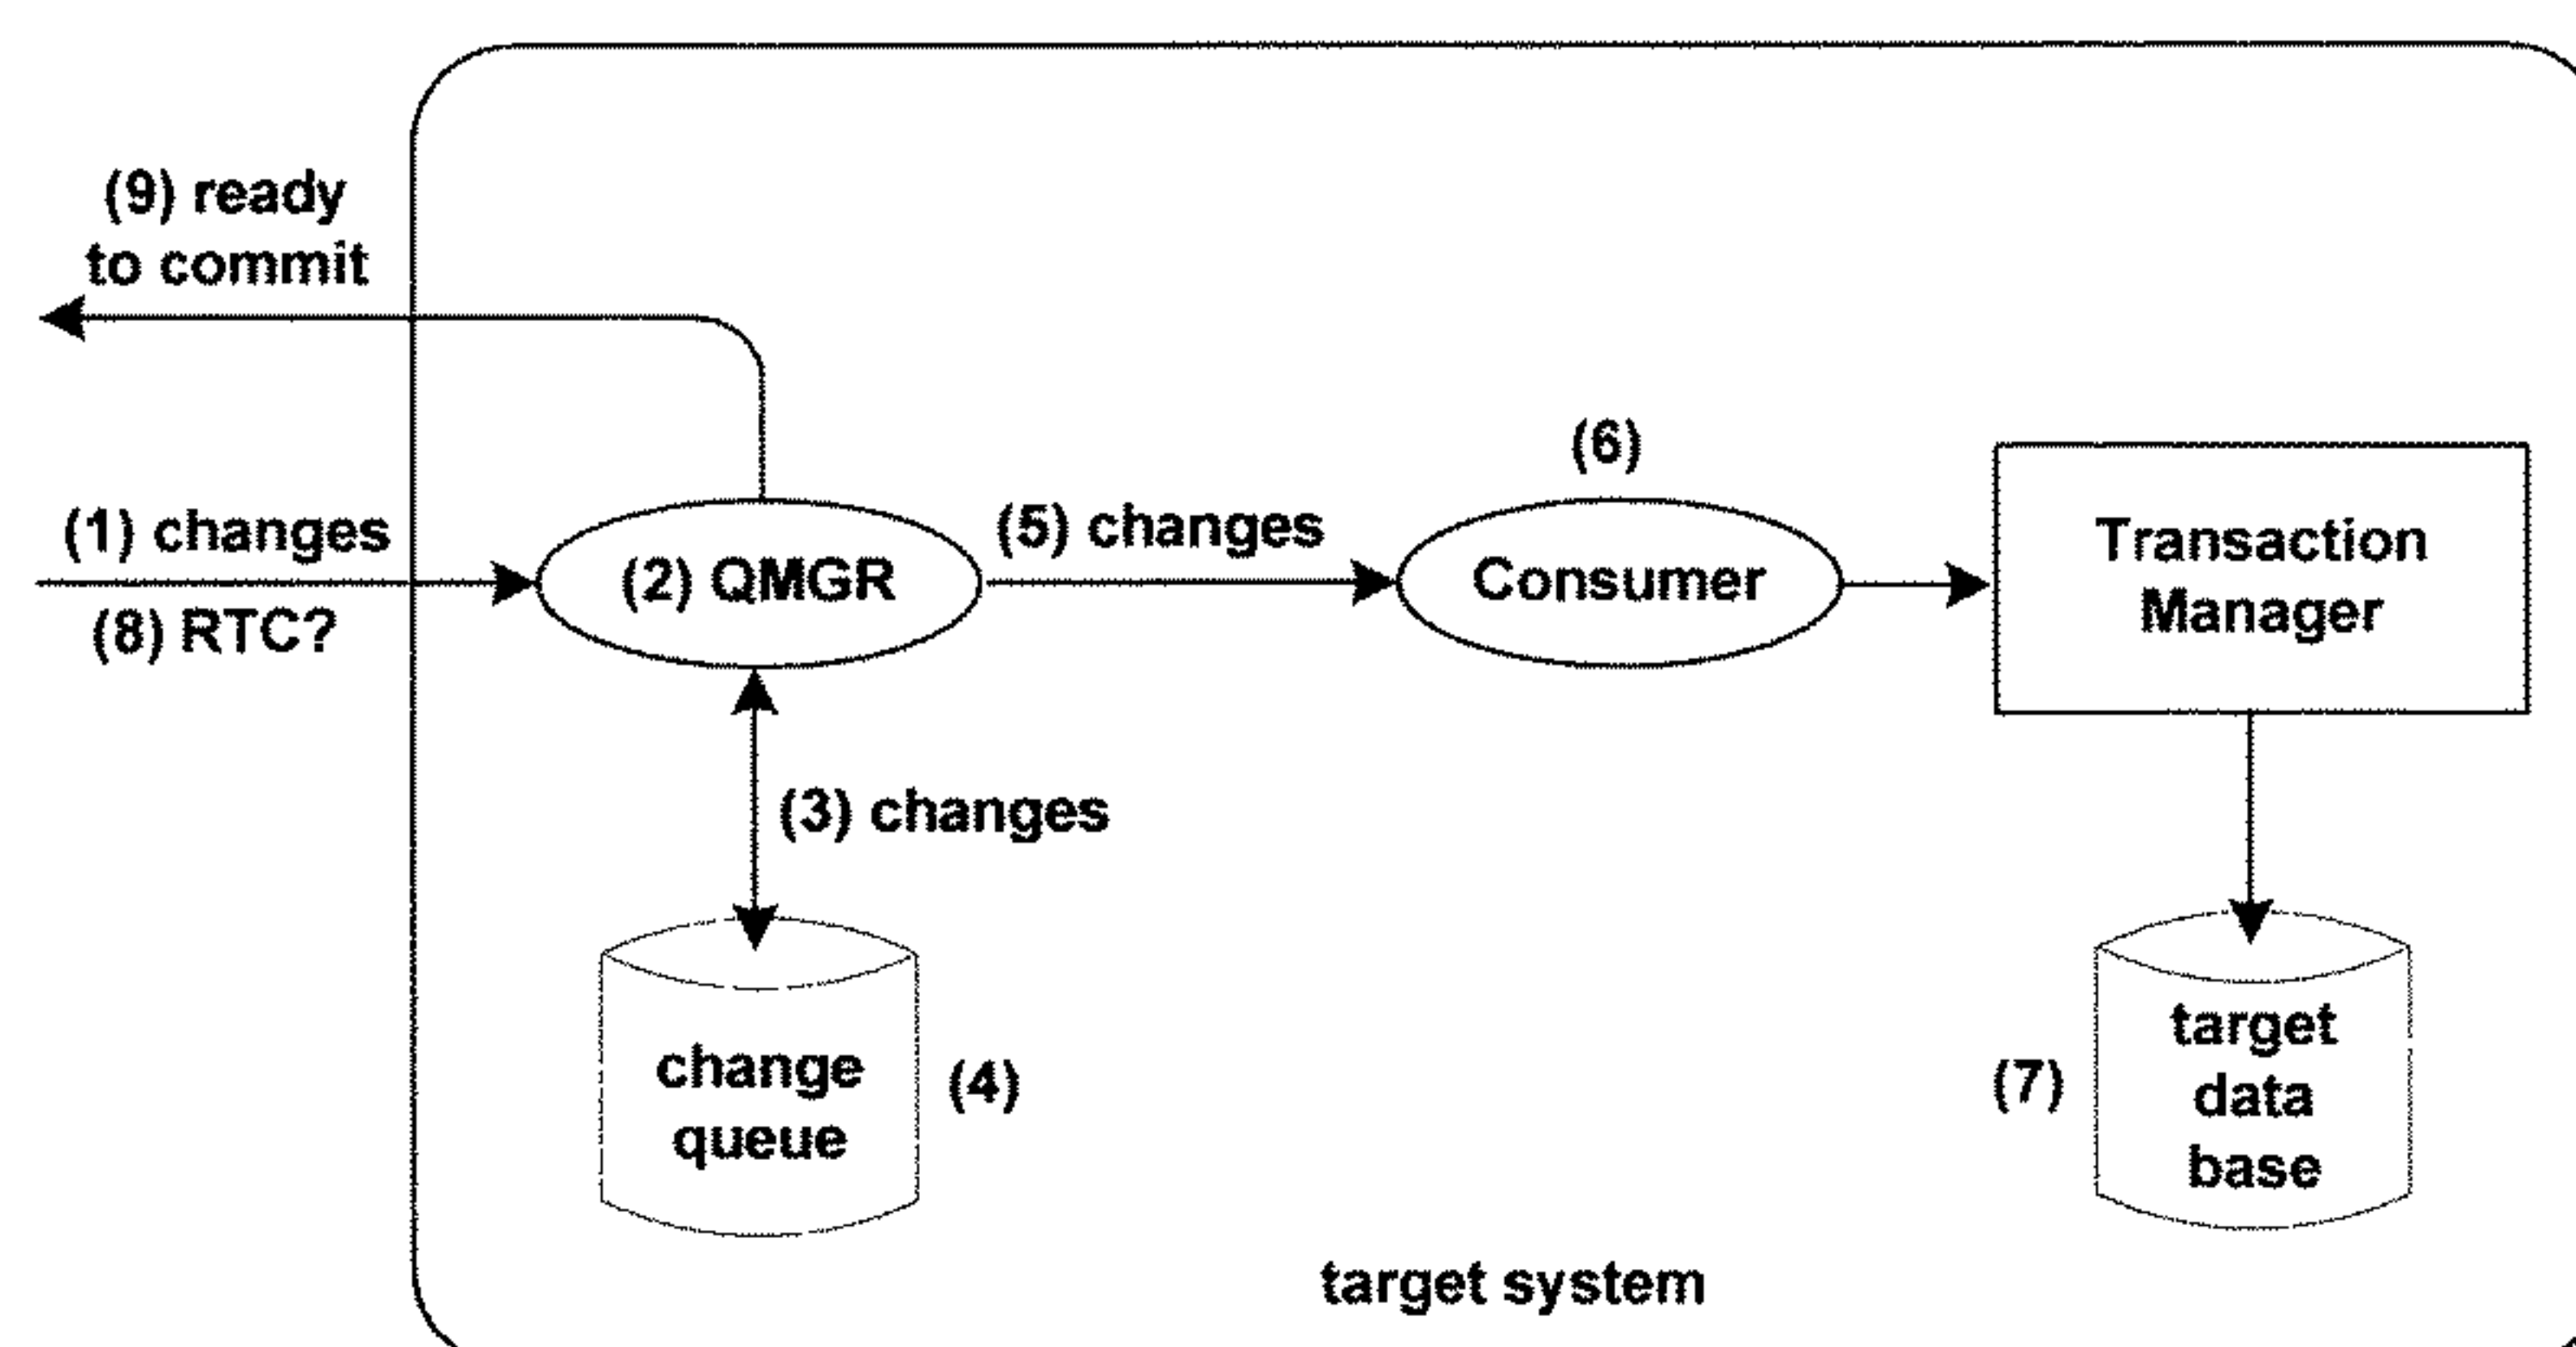 (9) ready
to commit
(1) changes
(8) RTC?
(2) QMGR
(5) changes
(6)
Consumer
Transaction
Manager
(3) changes
change
queue
(4)
(7)
target
data
base
target system